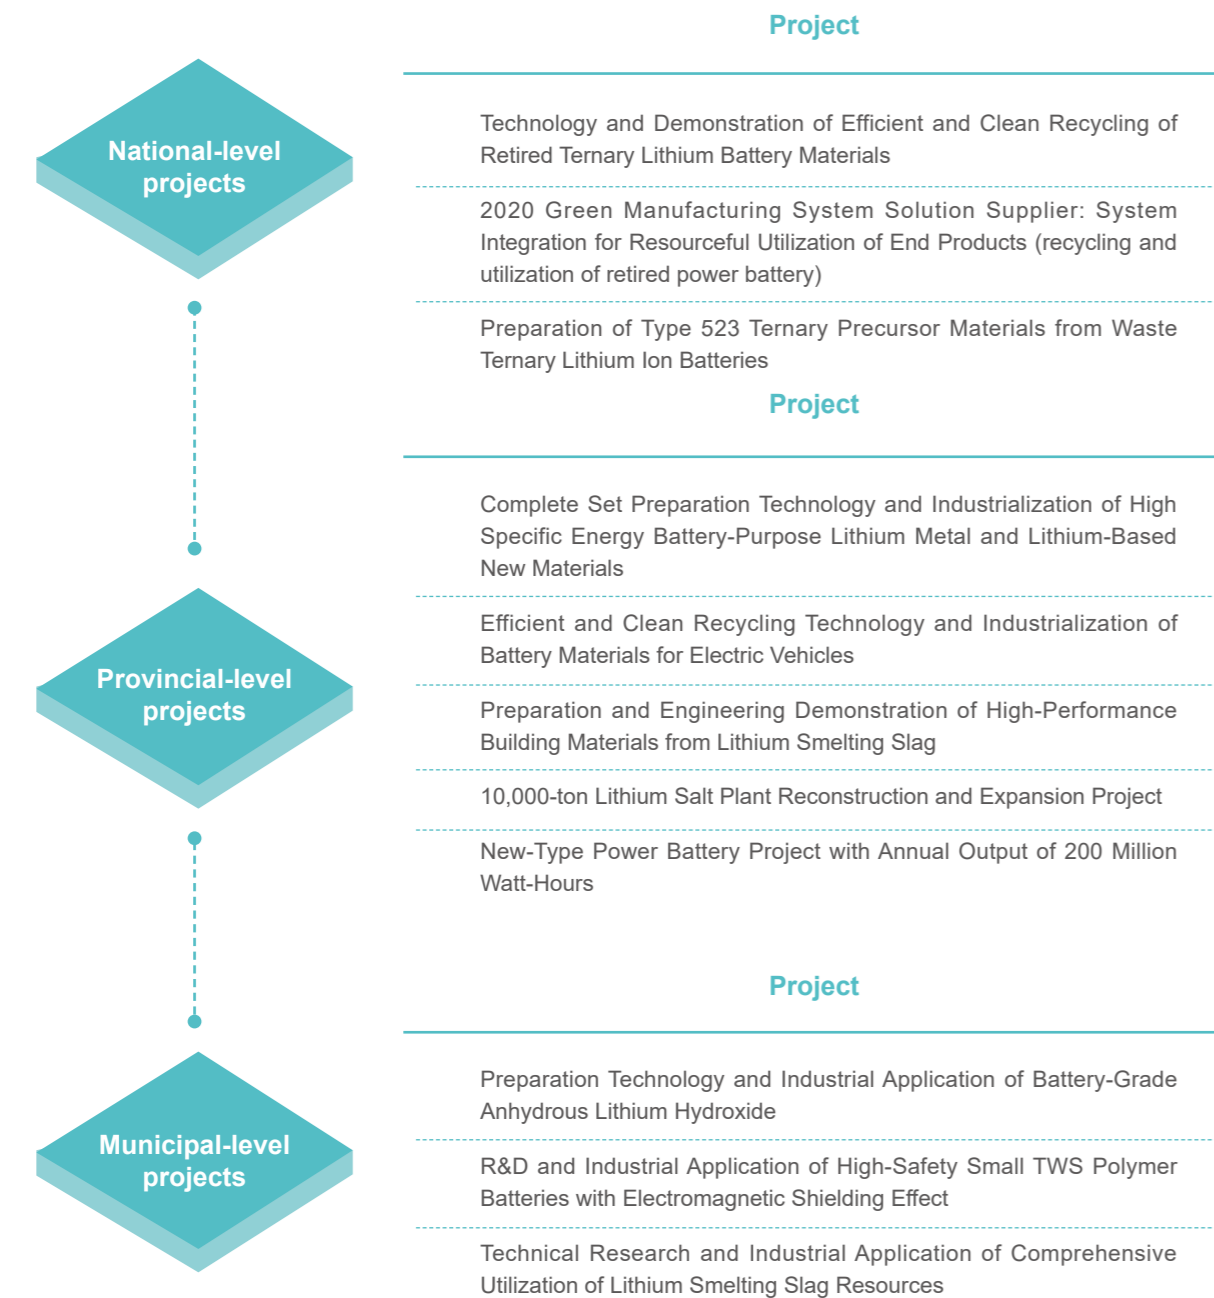 Project
National-level
projects
Technology and Demonstration of Efficient and Clean Recycling of
Retired Ternary Lithium Battery Materials
2020 Green Manufacturing System Solution Supplier: System
Integration for Resourceful Utilization of End Products (recycling and
utilization of retired power battery)
Preparation of Type 523 Ternary Precursor Materials from Waste
Ternary Lithium Ion Batteries
Project
Provincial-level
projects
Complete Set Preparation Technology and Industrialization of High
Specific Energy Battery-Purpose Lithium Metal and Lithium-Based
New Materials
Efficient and Clean Recycling Technology and Industrialization of
Battery Materials for Electric Vehicles
Preparation and Engineering Demonstration of High-Performance
Building Materials from Lithium Smelting Slag
10,000-ton Lithium Salt Plant Reconstruction and Expansion Project
New-Type Power Battery Project with Annual Output of 200 Million
Watt-Hours
Project
Municipal-level
projects
Preparation Technology and Industrial Application of Battery-Grade
Anhydrous Lithium Hydroxide
R&D and Industrial Application of High-Safety Small TWS Polymer
Batteries with Electromagnetic Shielding Effect
Technical Research and Industrial Application of Comprehensive
Utilization of Lithium Smelting Slag Resources